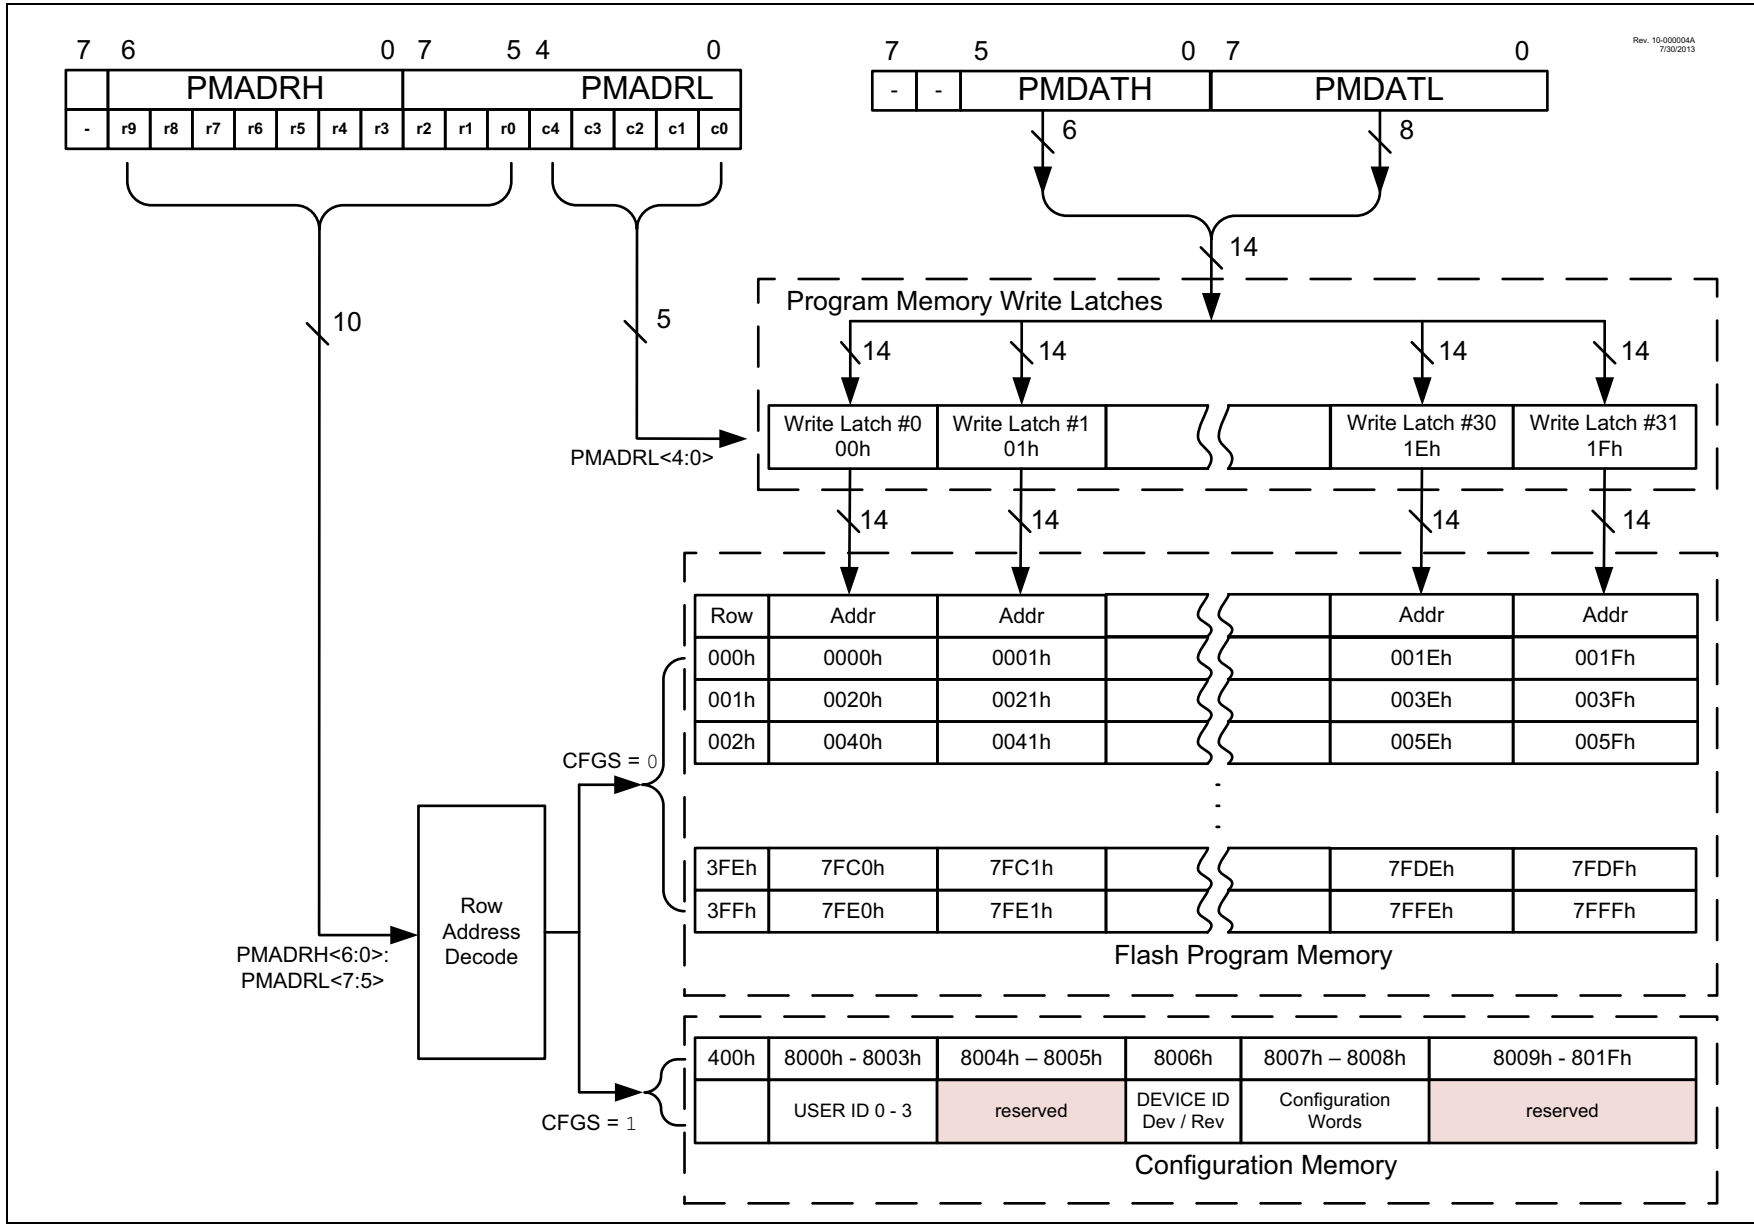 Rev. 10-000004A
7/30/2013
7 6 0 7 5 4 0
7 5 0 7 0
PMADRH PMADRL
- r9 r8 r7 r6 r5 r4 r3 r2 r1 r0 c4 c3 c2 c1 c0
- - PMDATH PMDATL
6 8
14
10 5
Program Memory Write Latches
14 14 14 14
Write Latch #0 Write Latch #1 Write Latch #30 Write Latch #31
00h 01h 1Eh 1Fh
PMADRL<4:0>
14 14 14 14
Row Addr Addr Addr Addr
000h 0000h 0001h 001Eh 001Fh
001h 0020h 0021h 003Eh 003Fh
002h 0040h 0041h 005Eh 005Fh
CFGS = 0
3FEh 7FC0h 7FC1h 7FDEh 7FDFh
3FFh 7FE0h 7FE1h 7FFEh 7FFFh
Flash Program Memory
Row
Address
Decode
PMADRH<6:0>:
PMADRL<7:5>
400h 8000h - 8003h 8004h – 8005h 8006h 8007h – 8008h 8009h - 801Fh
USER ID 0 - 3 reserved DEVICE ID Configuration reserved
Dev / Rev Words
CFGS = 1
Configuration Memory